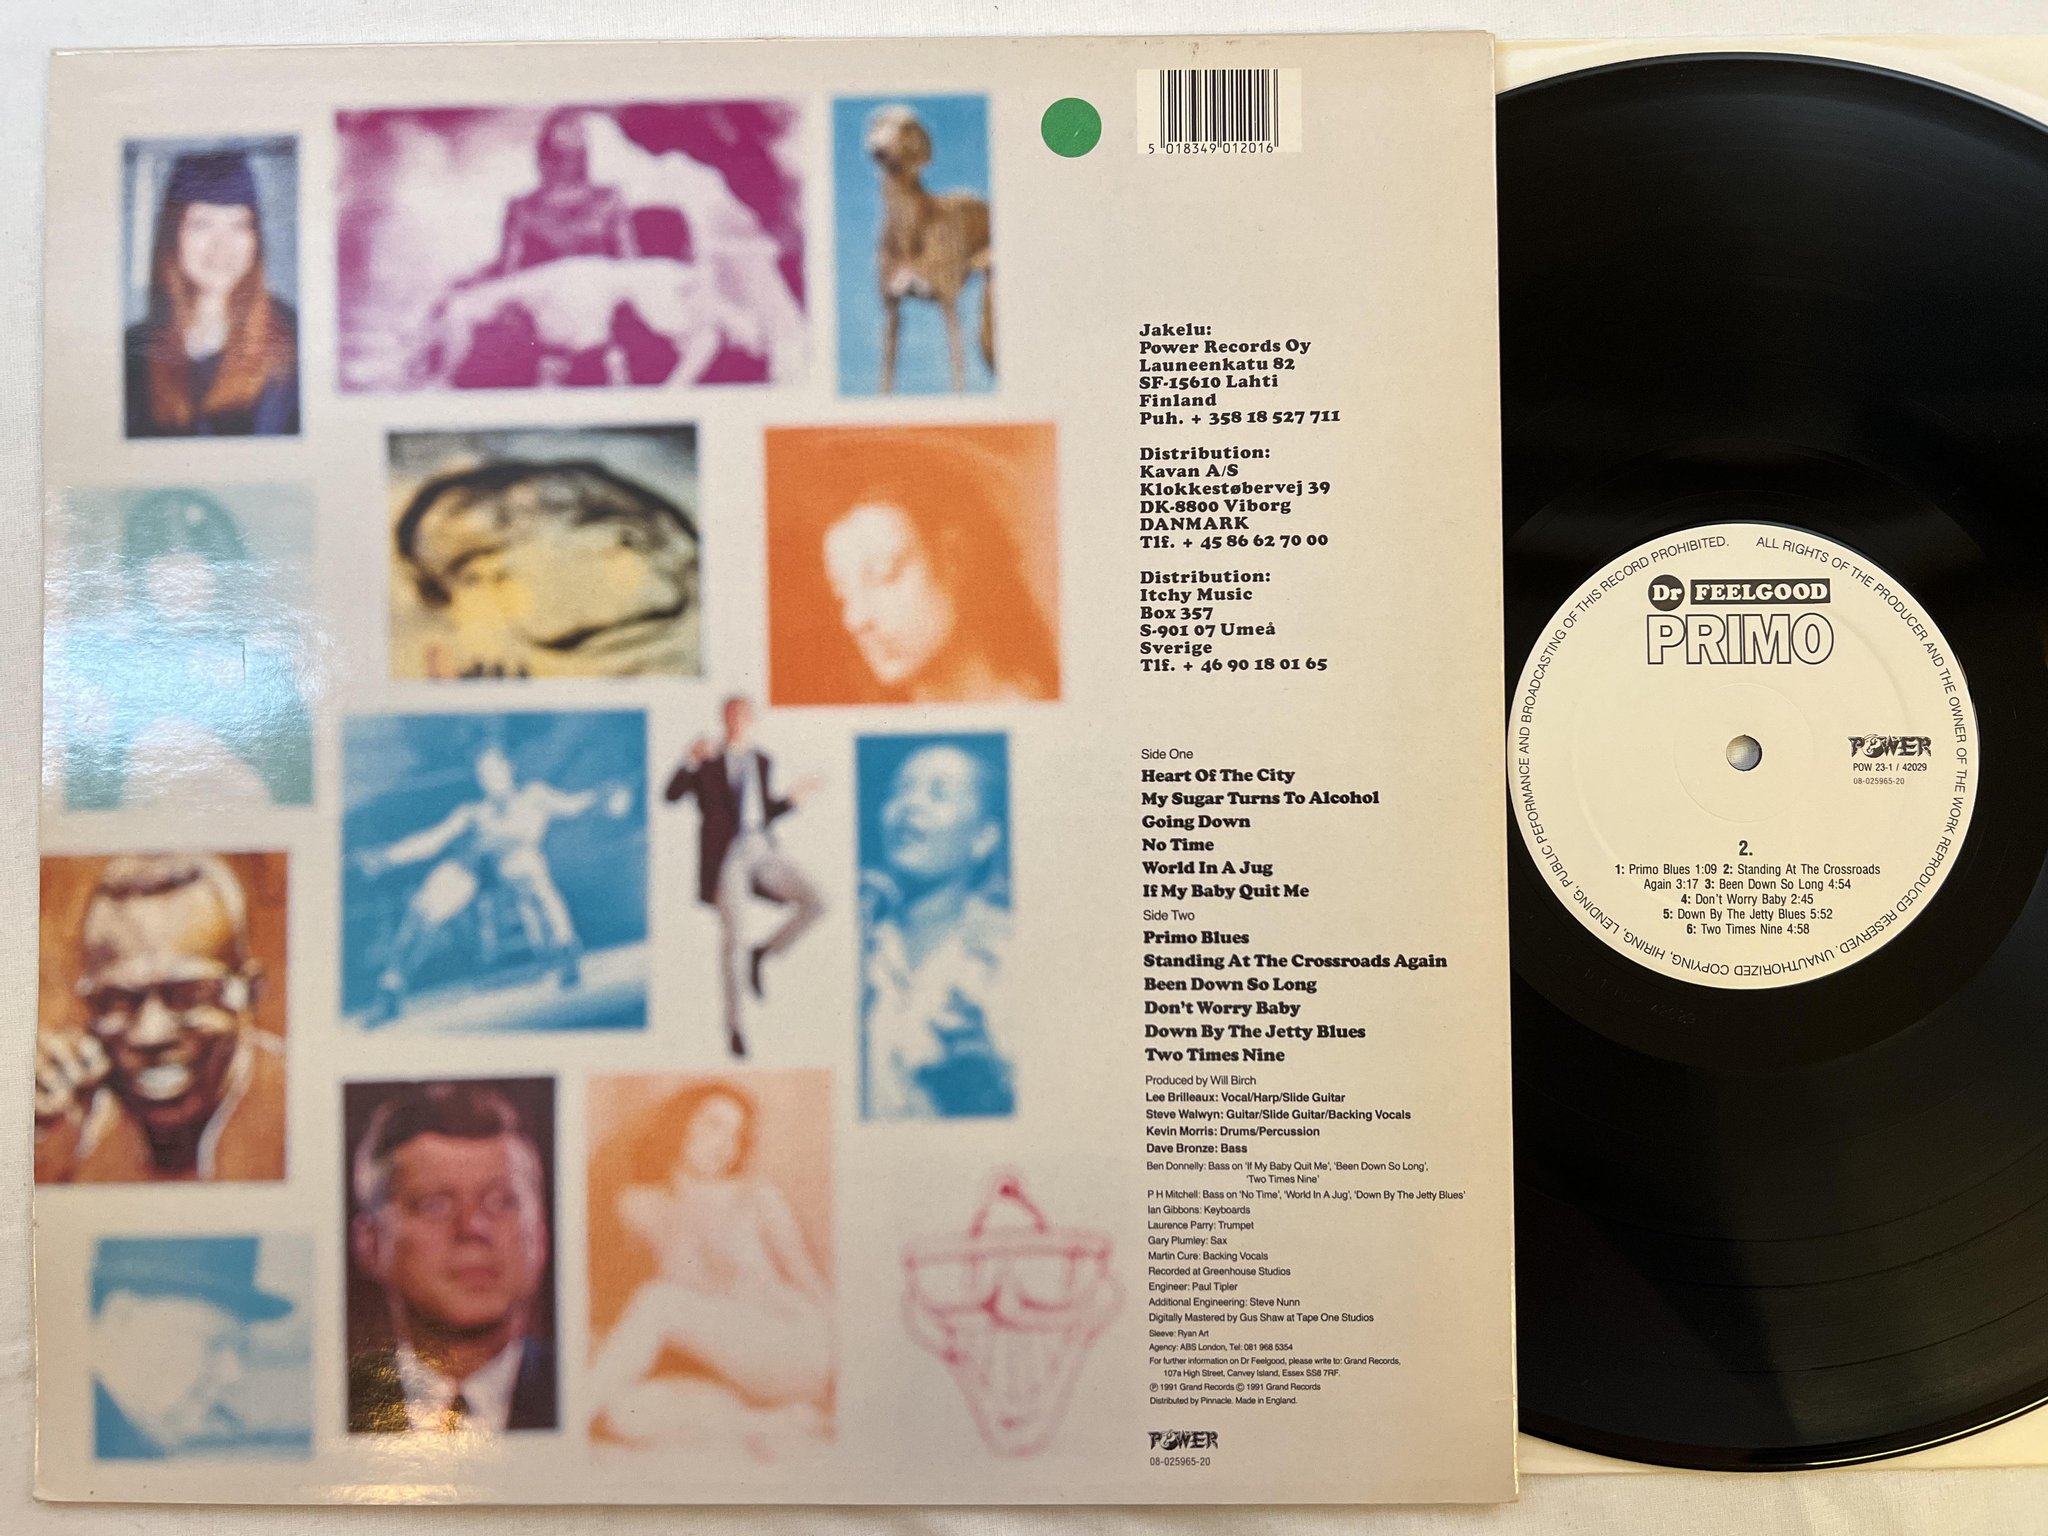 5 018349 012016
Jakelu:
Power Records Oy
Launeenkatu 82
SF-15610 Lahti
Finland
Puh. + 358 18 527 711
Distribution:
Kavan A/S
Klokkestøbervej 39
DK-8800 Viborg
DANMARK
Tlf. + 45 86 62 70 00
Distribution:
Itchy Music
Box 357
S-901 07 Umeå
Sverige
Tlf. + 46 90 18 01 65
Side One
Heart Of The City
My Sugar Turns To Alcohol
Going Down
No Time
World In A Jug
If My Baby Quit Me
Side Two
Primo Blues
Standing At The Crossroads Again
Been Down So Long
Don't Worry Baby
Down By The Jetty Blues
Two Times Nine
Produced by Will Birch
Lee Brilleaux: Vocal/Harp/Slide Guitar
Steve Walwyn: Guitar/Slide Guitar/Backing Vocals
Kevin Morris: Drums/Percussion
Dave Bronze: Bass
Ben Donnelly: Bass on 'If My Baby Quit Me', 'Been Down So Long',
'Two Times Nine'
P H Mitchell: Bass on 'No Time', 'World In A Jug', 'Down By The Jetty Blues'
Ian Gibbons: Keyboards
Laurence Parry: Trumpet
Gary Plumley: Sax
Martin Cure: Backing Vocals
Recorded at Greenhouse Studios
Engineer: Paul Tipler
Additional Engineering: Steve Nunn
Digitally Mastered by Gus Shaw at Tape One Studios
Sleeve: Ryan Art
Agency: ABS London, Tel: 081 968 5354
For further information on Dr Feelgood, please write to: Grand Records,
107a High Street, Canvey Island, Essex SS8 7RF.
℗ 1991 Grand Records © 1991 Grand Records
Distributed by Pinnacle. Made in England.
POWER
08-025965-20
ALL RIGHTS OF THE PRODUCER AND THE OWNER OF THE WORK REPRODUCED RESERVED. UNAUTHORIZED COPYING, HIRING, LENDING, PUBLIC PEFORMANCE AND BROADCASTING OF THIS RECORD PROHIBITED.
Dr FEELGOOD
PRIMO
POWER
POW 23-1 / 42029
08-025965-20
2.
1: Primo Blues 1:09 2: Standing At The Crossroads
Again 3:17 3: Been Down So Long 4:54
4: Don't Worry Baby 2:45
5: Down By The Jetty Blues 5:52
6: Two Times Nine 4:58